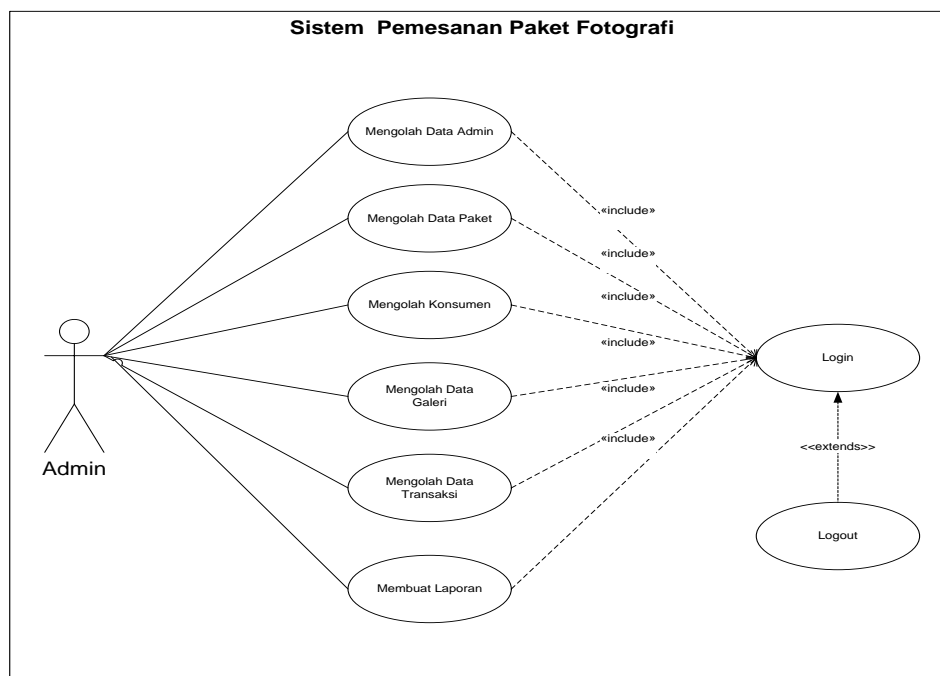 Sistem Pemesanan Paket Fotografi
Mengolah Data Admin
«include»
Mengolah Data Paket
«include»
Mengolah Konsumen
«include»
«include»
Login
Mengolah Data
Galeri
«include»
Admin
«include»
<<extends>>
Mengolah Data
Transaksi
Logout
Membuat Laporan